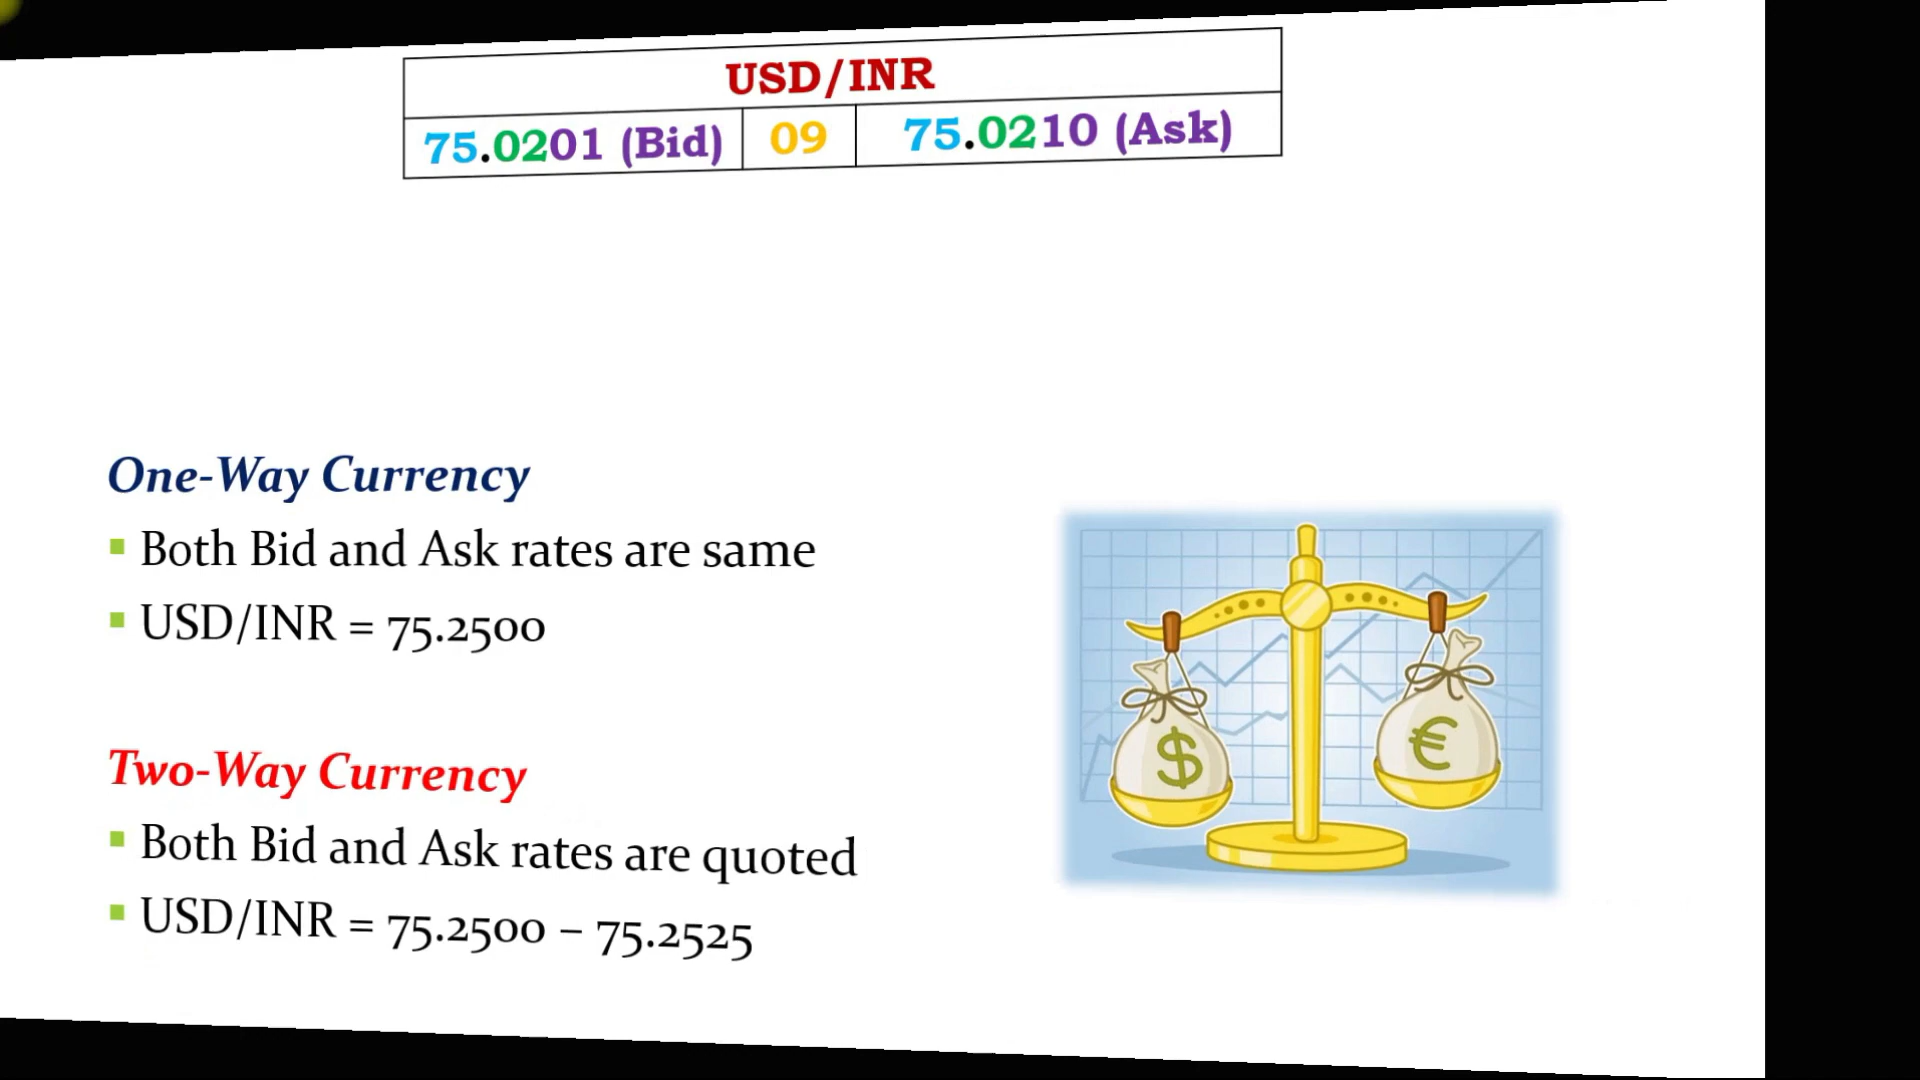 USD/INR
75.0201 (Bid) 09 75.0210 (Ask)
One-Way Currency
Both Bid and Ask rates are same
USD/INR = 75.2500
Two-Way Currency
Both Bid and Ask rates are quoted
USD/INR = 75.2500 – 75.2525
$ €